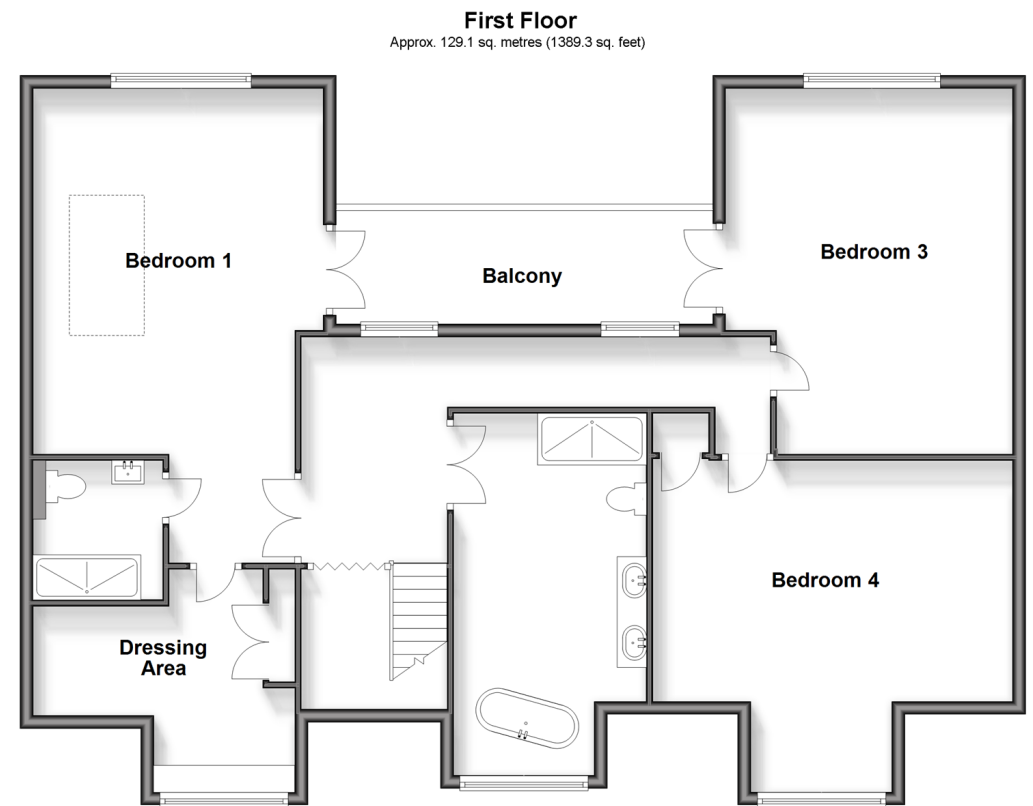 First Floor
Approx. 129.1 sq. metres (1389.3 sq. feet)
Bedroom 1
Bedroom 3
Balcony
Bedroom 4
Dressing
Area